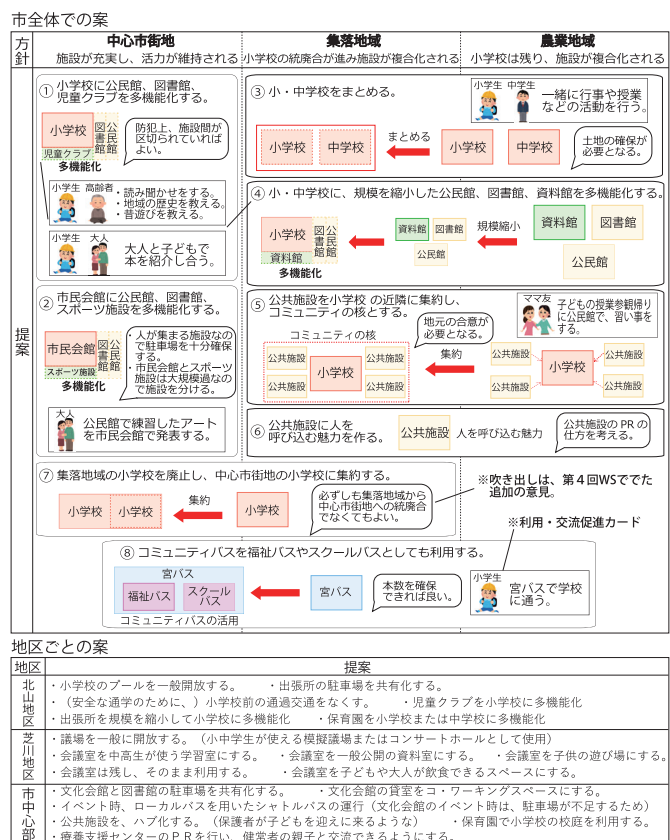 市全体での案
方針
中心市街地
施設が充実し、活力が維持される
集落地域
小学校の統廃合が進み施設が複合化される
農業地域
小学校は残り、施設が複合化する
提案
① 小学校に公民館、図書館、
児童クラブを多機能化する。
小学校
図書館
公民館
児童クラブ
多機能化
防犯上、施設間が
区切られていれば
よい。
小学生 高齢者
・読み聞かせをする。
・地域の歴史を教える。
・昔遊びを教える。
小学生 大人
大人と子どもで
本を紹介し合う。
② 市民会館に公民館、図書館、
スポーツ施設を多機能化する。
市民会館
図書館
公民館
スポーツ施設
多機能化
・人が集まる施設なの
で駐車場を十分確保
する。
・市民会館とスポーツ
施設は大規模過なの
で施設を分ける。
大人
公民館で練習したアート
を市民会館で発表する。
③ 小・中学校をまとめる。
小学生 中学生
一緒に行事や授業
などの活動を行う。
小学校 中学校
まとめる
小学校 中学校
土地の確保が
必要となる。
④ 小・中学校に、規模を縮小した公民館、図書館、資料館を多機能化する。
小学校
図書館
公民館
資料館
多機能化
資料館 図書館
公民館
規模縮小
資料館 図書館
公民館
⑤ 公共施設を小学校 の近隣に集約し、
コミュニティの核とする。
ママ友
子どもの授業参観帰り
に公民館で、習い事を
する。
地元の合意が
必要となる。
コミュニティの核
公共施設 公共施設
小学校
公共施設 公共施設
集約
公共施設 公共施設
小学校
公共施設 公共施設
⑥ 公共施設に人を
呼び込む魅力を作る。
公共施設 人を呼び込む魅力
公共施設の PR の
仕方を考える。
⑦ 集落地域の小学校を廃止し、中心市街地の小学校に集約する。
小学校 小学校
集約
小学校
必ずしも集落地域から
中心市街地への統廃合
でなくてもよい。
※吹き出しは、第４回WSででた
追加の意見。
※利用・交流促進カード
⑧ コミュニティバスを福祉バスやスクールバスとしても利用する。
宮バス
福祉バス
スクール
バス
コミュニティバスの活用
宮バス
本数を確保
できれば良い。
小学生
宮バスで学校
に通う。
地区ごとの案
地区 提案
北山地区
・小学校のプールを一般開放する。 ・出張所の駐車場を共有化する。
・（安全な通学のために、）小学校前の通過交通をなくす。 ・児童クラブを小学校に多機能化
・出張所を規模を縮小して小学校に多機能化 ・保育園を小学校または中学校に多機能化
芝川地区
・議場を一般に開放する。（小中学生が使える模擬議場またはコンサートホールとして使用）
・会議室を中高生が使う学習室にする。 ・会議室を一般公開の資料室にする。 ・会議室を子供の遊び場にする。
・会議室は残し、そのまま利用する。 ・会議室を子どもや大人が飲食できるスペースにする。
市中心部
・文化会館と図書館の駐車場を共有化する。 ・文化会館の貸室をコ・ワーキングスペースにする。
・イベント時、ローカルバスを用いたシャトルバスの運行（文化会館のイベント時は、駐車場が不足するため）
・公共施設を、ハブ化する。（保護者が子どもを迎えに来るような） ・保育園で小学校の校庭を利用する。
・療養支援センターのＰＲを行い、健常者の親子と交流できるようにする。